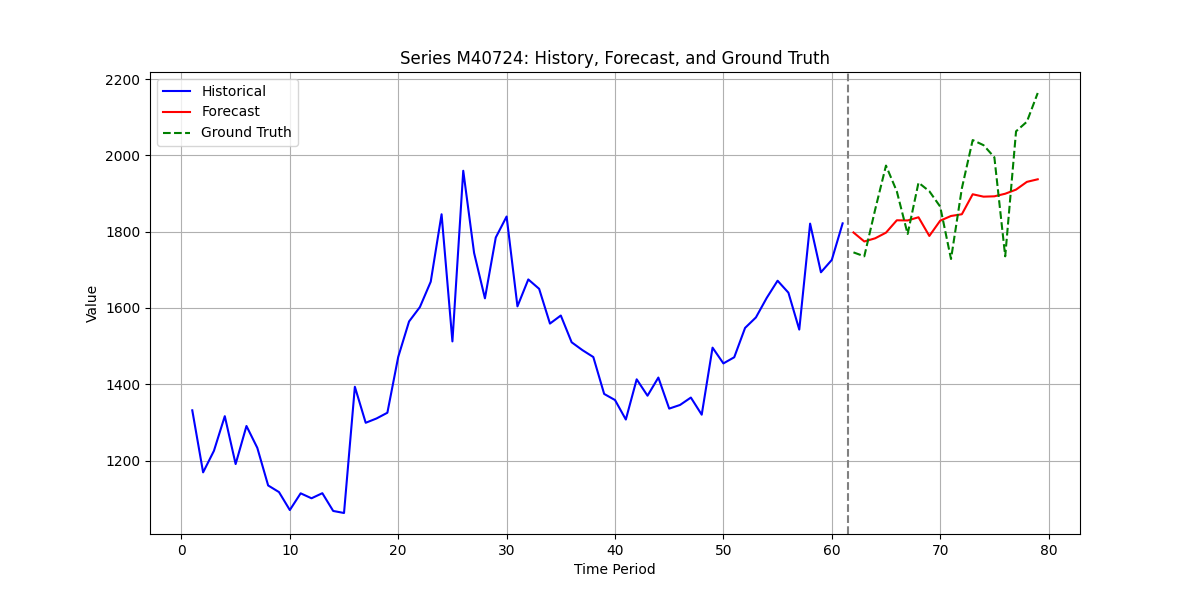 Series M40724: History, Forecast, and Ground Truth
Historical
Forecast
Ground Truth
2200
2000
1800
1600
1400
1200
Value
0 10 20 30 40 50 60 70 80
Time Period